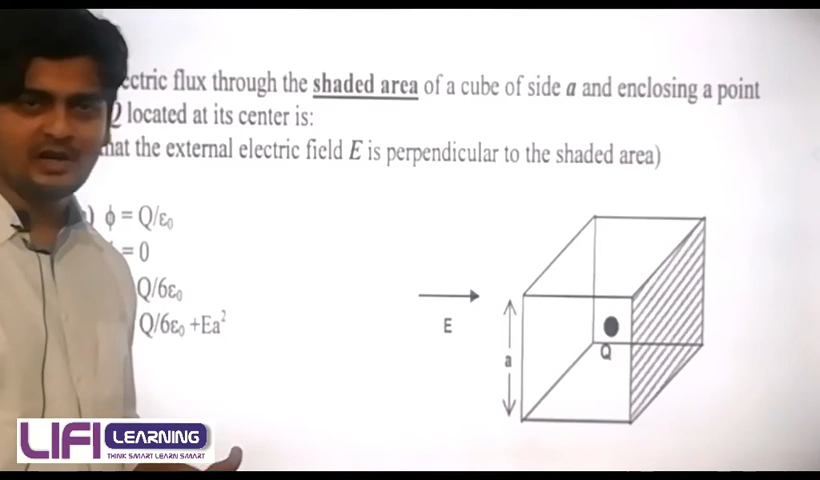 ectric flux through the shaded area of a cube of side a and enclosing a point
Q located at its center is:
hat the external electric field E is perpendicular to the shaded area)
) ϕ = Q/ε₀
= 0
Q/6ε₀
Q/6ε₀ +Ea²
E
a
Q
LIFI LEARNING
THINK SMART LEARN SMART